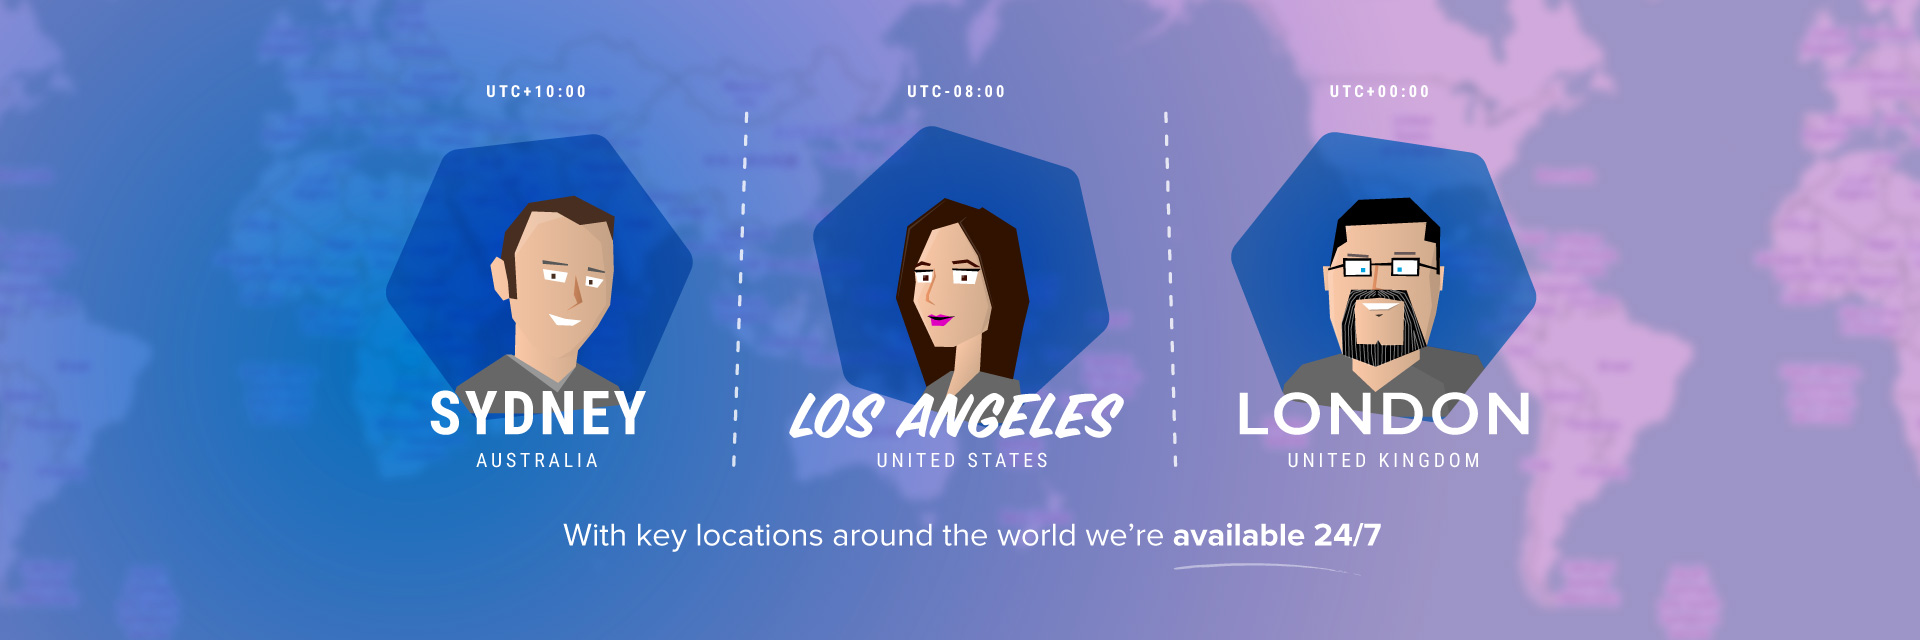 UTC+10:00
SYDNEY
AUSTRALIA
UTC-08:00
LOS ANGELES
UNITED STATES
UTC+00:00
LONDON
UNITED KINGDOM
With key locations around the world we’re available 24/7